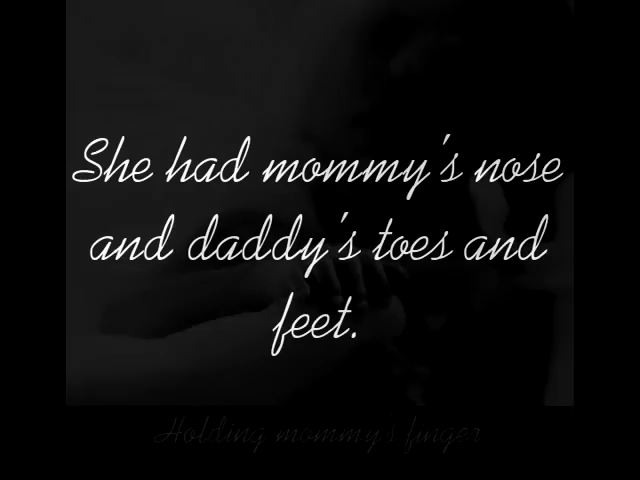 She had mommy's nose
and daddy's toes and
feet.
Holding mommy's finger